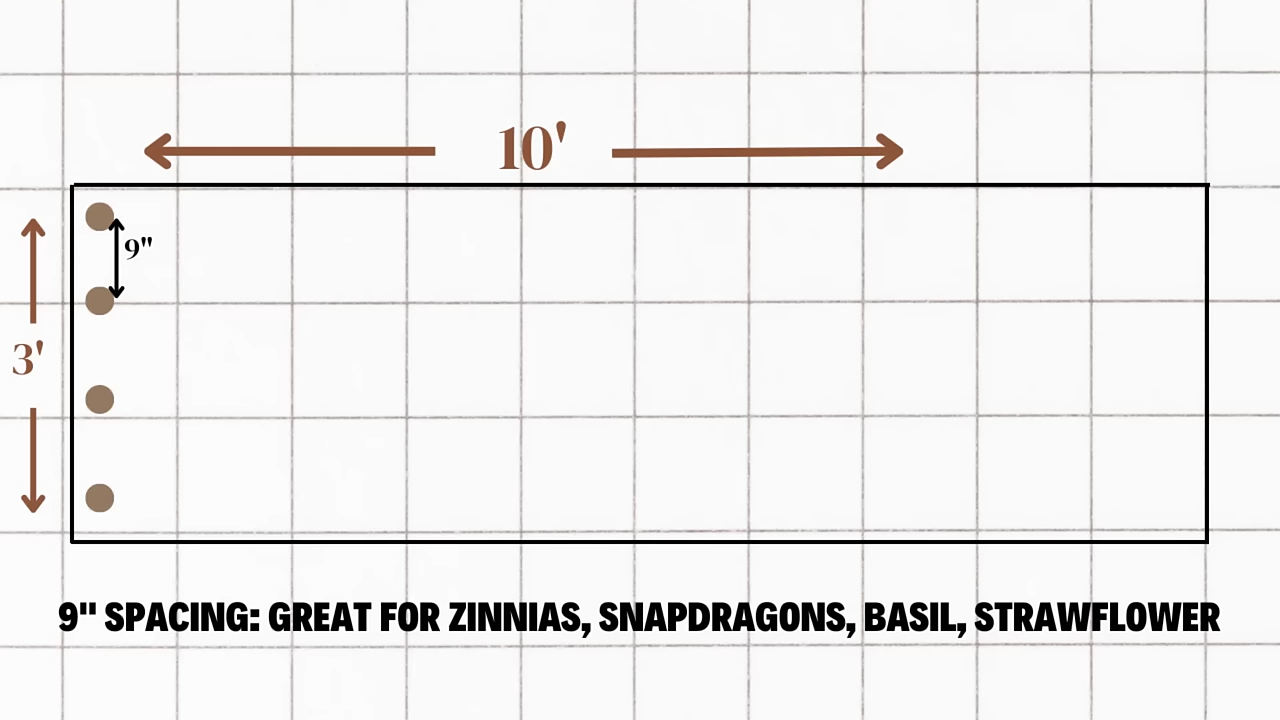 10'
9"
3'
9" SPACING: GREAT FOR ZINNIAS, SNAPDRAGONS, BASIL, STRAWFLOWER